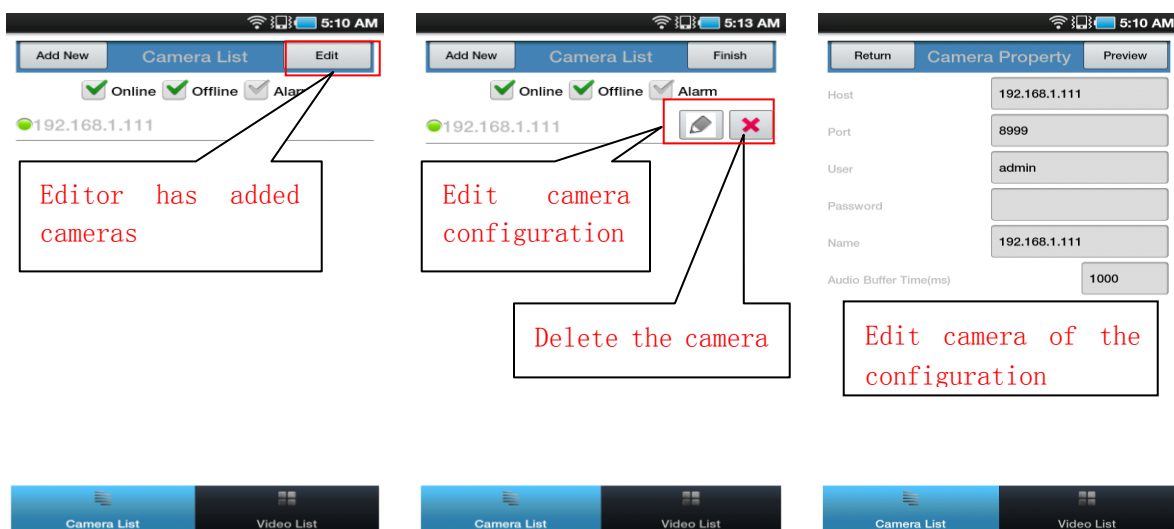 5:10 AM
Add New Camera List Edit
Online Offline Alar
192.168.1.111
Editor has added
cameras
Camera List Video List
5:13 AM
Add New Camera List Finish
Online Offline Alarm
192.168.1.111
Edit camera
configuration
Delete the camera
Camera List Video List
5:10 AM
Return Camera Property Preview
Host 192.168.1.111
Port 8999
User admin
Password
Name 192.168.1.111
Audio Buffer Time(ms) 1000
Edit camera of the
configuration
Camera List Video List